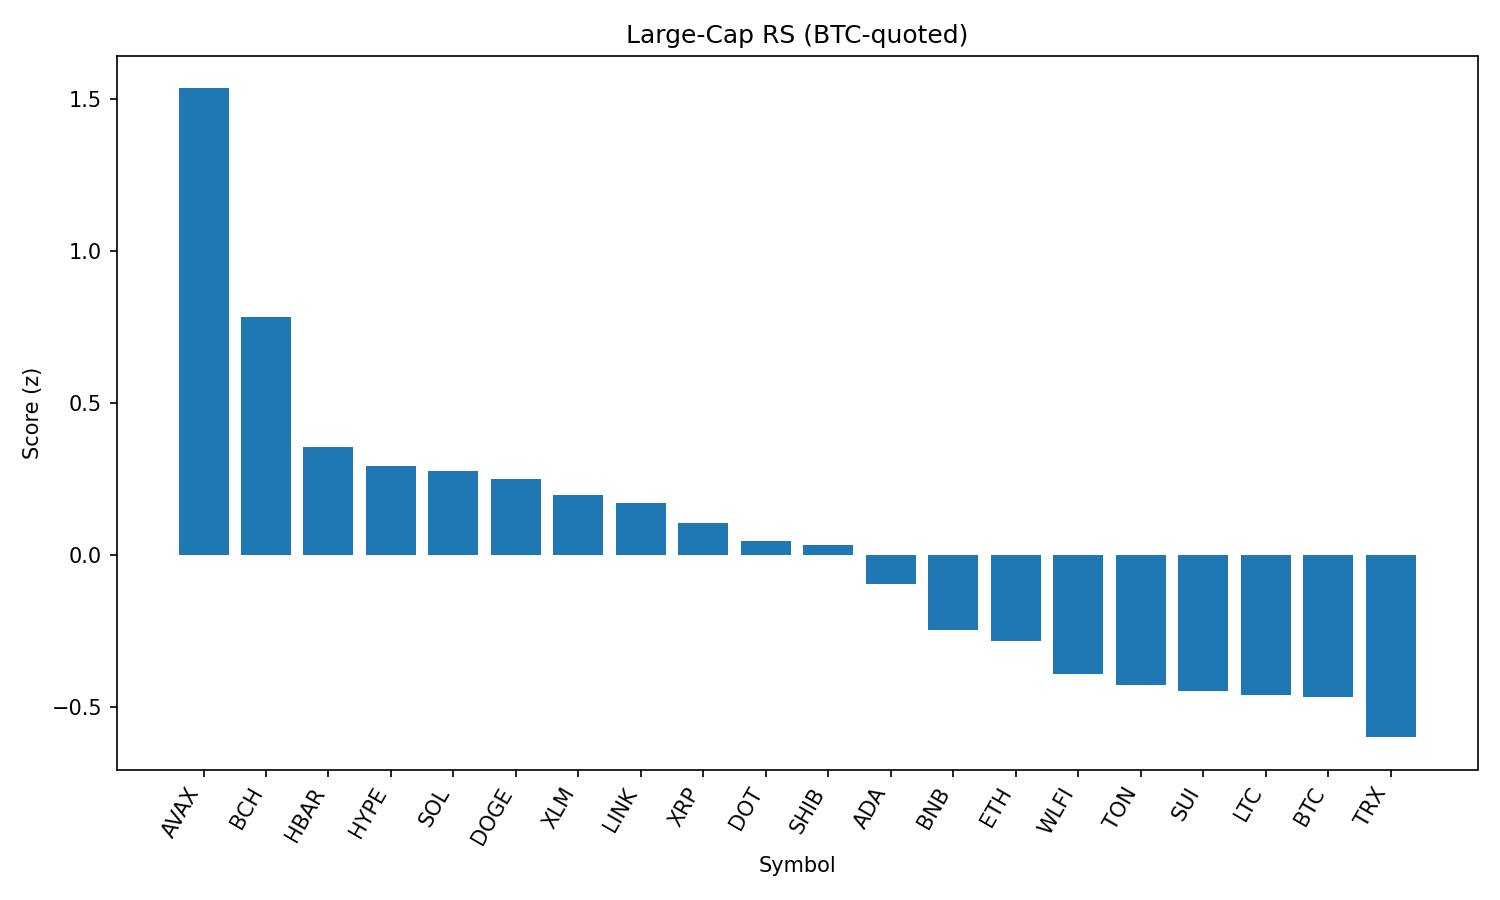 Large-Cap RS (BTC-quoted)
Score (z)
1.5
1.0
0.5
0.0
−0.5
AVAX
BCH
HBAR
HYPE
SOL
DOGE
XLM
LINK
XRP
DOT
SHIB
ADA
BNB
ETH
WLFI
TON
SUI
LTC
BTC
TRX
Symbol